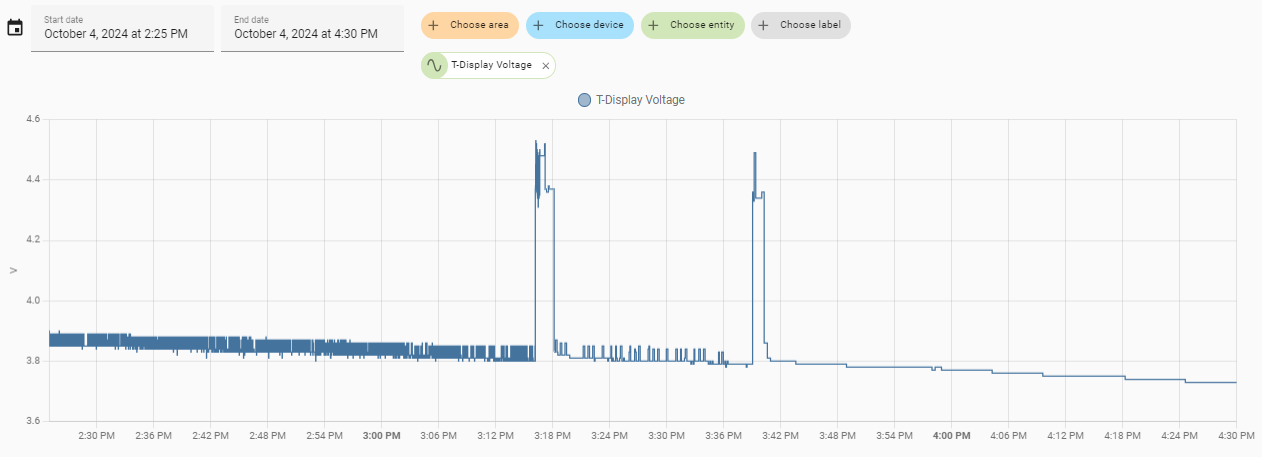 Start date
October 4, 2024 at 2:25 PM
End date
October 4, 2024 at 4:30 PM
+ Choose area
+ Choose device
+ Choose entity
+ Choose label
T-Display Voltage ×
T-Display Voltage
4.6
4.4
4.2
4.0
3.8
3.6
V
2:30 PM 2:36 PM 2:42 PM 2:48 PM 2:54 PM 3:00 PM 3:06 PM 3:12 PM 3:18 PM 3:24 PM 3:30 PM 3:36 PM 3:42 PM 3:48 PM 3:54 PM 4:00 PM 4:06 PM 4:12 PM 4:18 PM 4:24 PM 4:30 PM